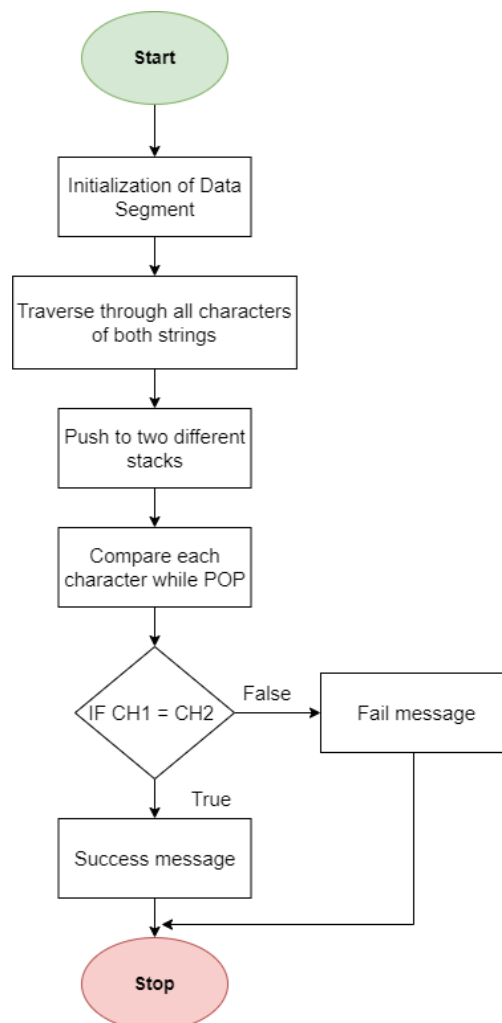 Start
Initialization of Data
Segment
Traverse through all characters
of both strings
Push to two different
stacks
Compare each
character while POP
IF CH1 = CH2
False
Fail message
True
Success message
Stop